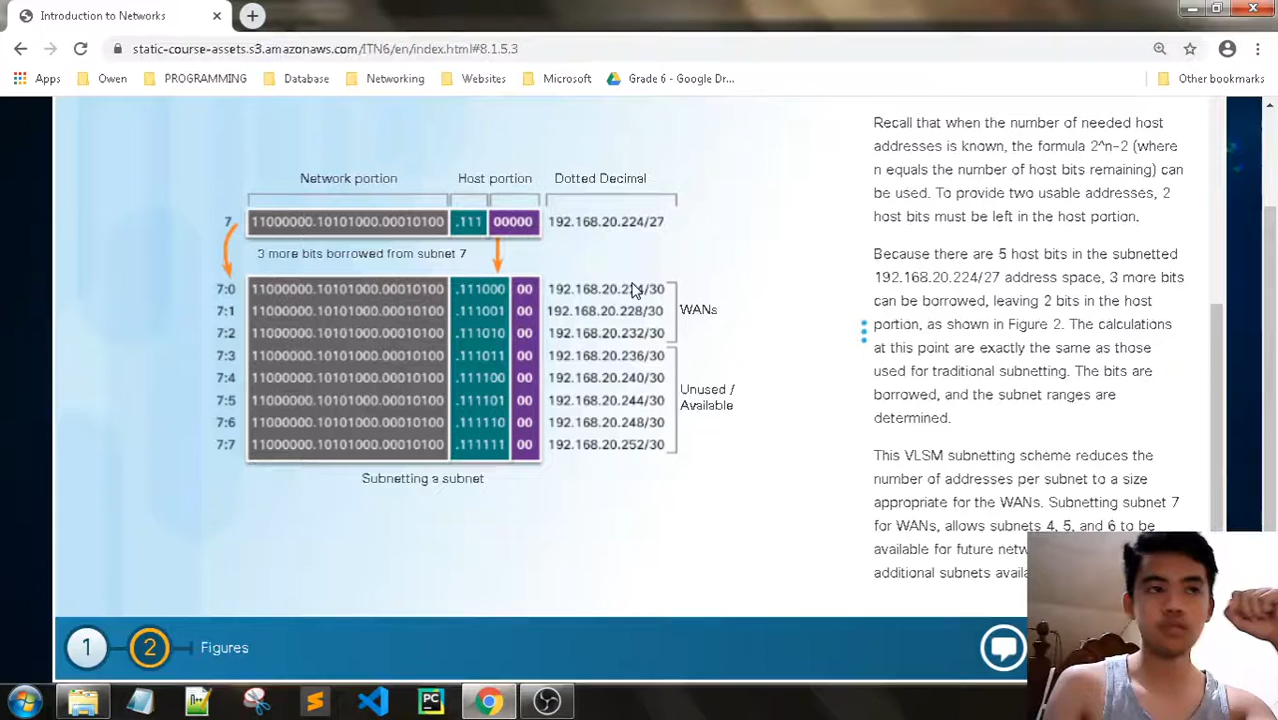 Introduction to Networks
static-course-assets.s3.amazonaws.com/ITN6/en/index.html#8.1.5.3
Apps Owen PROGRAMMING Database Networking Websites Microsoft Grade 6 - Google Dr... Other bookmarks
Network portion Host portion Dotted Decimal
7 11000000.10101000.00010100 .111 00000 192.168.20.224/27
3 more bits borrowed from subnet 7
7:0 11000000.10101000.00010100 .111000 00 192.168.20.224/30
7:1 11000000.10101000.00010100 .111001 00 192.168.20.228/30
7:2 11000000.10101000.00010100 .111010 00 192.168.20.232/30
WANs
7:3 11000000.10101000.00010100 .111011 00 192.168.20.236/30
7:4 11000000.10101000.00010100 .111100 00 192.168.20.240/30
7:5 11000000.10101000.00010100 .111101 00 192.168.20.244/30
7:6 11000000.10101000.00010100 .111110 00 192.168.20.248/30
7:7 11000000.10101000.00010100 .111111 00 192.168.20.252/30
Unused /
Available
Subnetting a subnet
Recall that when the number of needed host
addresses is known, the formula 2^n-2 (where
n equals the number of host bits remaining) can
be used. To provide two usable addresses, 2
host bits must be left in the host portion.
Because there are 5 host bits in the subnetted
192.168.20.224/27 address space, 3 more bits
can be borrowed, leaving 2 bits in the host
portion, as shown in Figure 2. The calculations
at this point are exactly the same as those
used for traditional subnetting. The bits are
borrowed, and the subnet ranges are
determined.
This VLSM subnetting scheme reduces the
number of addresses per subnet to a size
appropriate for the WANs. Subnetting subnet 7
for WANs, allows subnets 4, 5, and 6 to be
available for future
additional subnets
1 2 Figures
PC